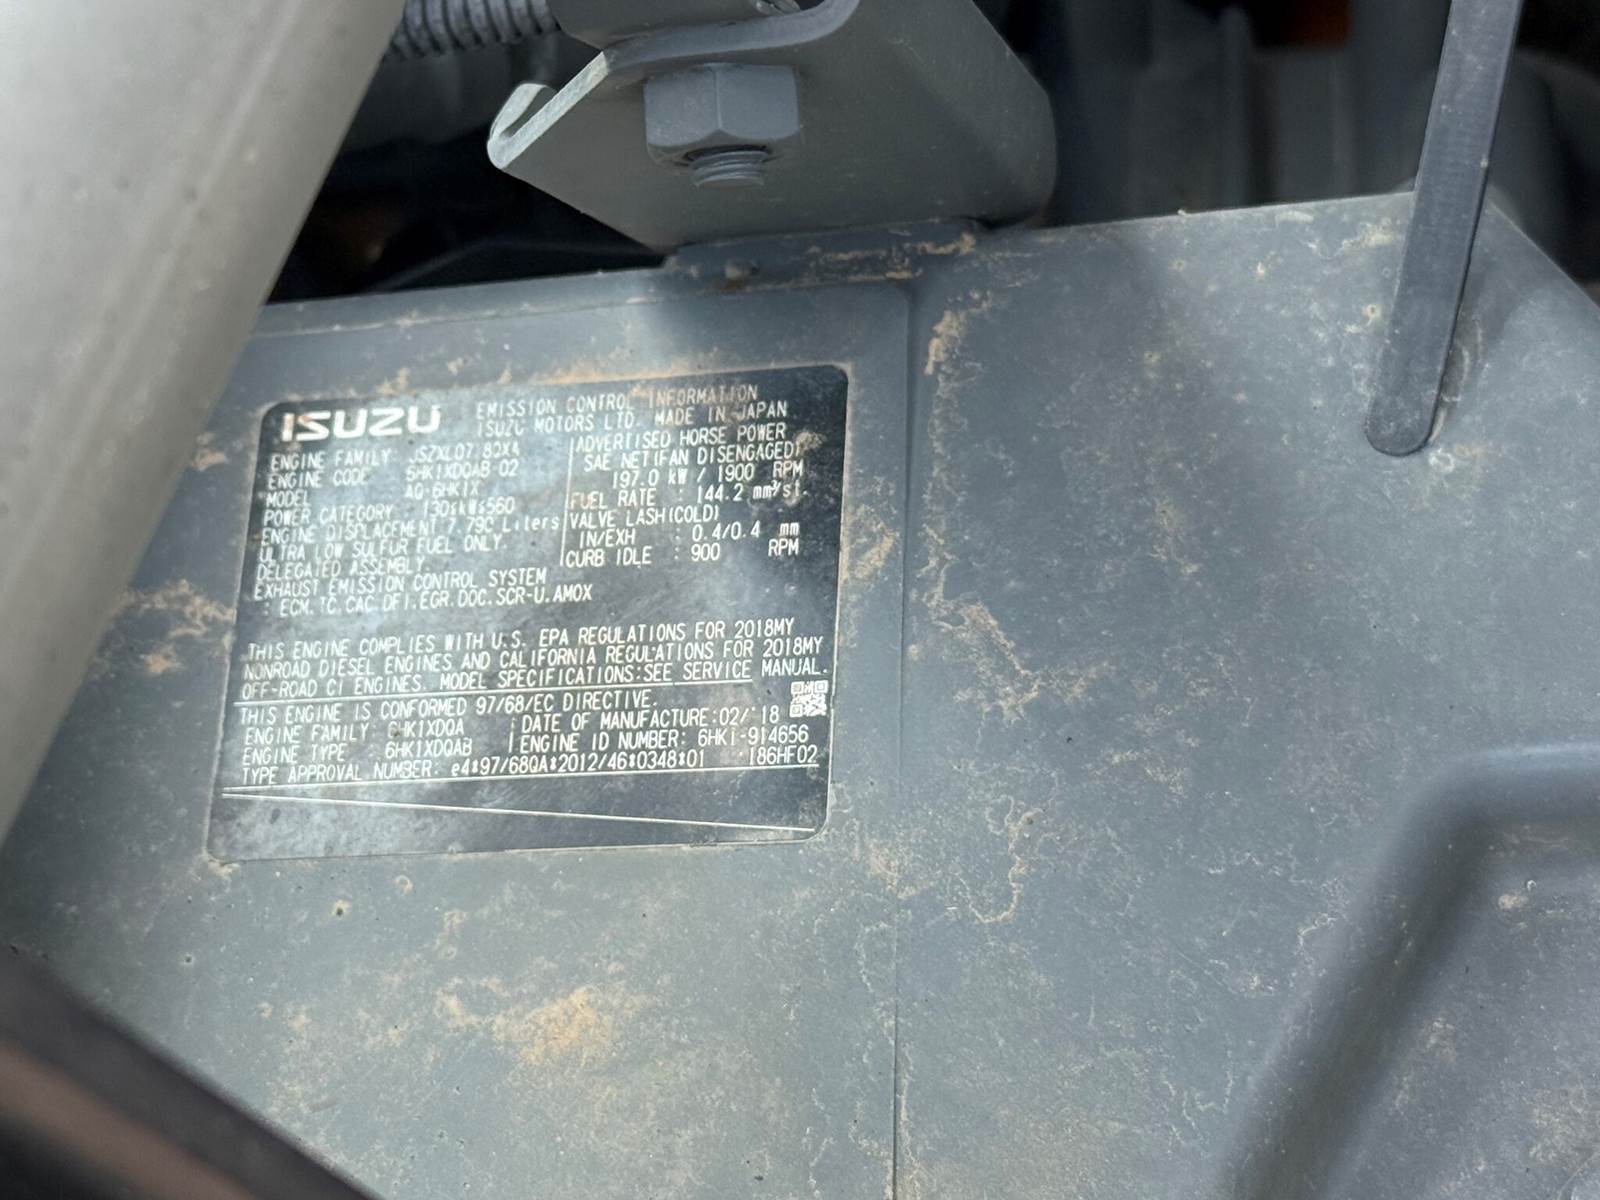 ISUZU
EMISSION CONTROL INFORMATION
ISUZU MOTORS LTD. MADE IN JAPAN
ENGINE FAMILY JSZXL07.8QXA
ENGINE CODE 6HK1XDQAB-02
MODEL AQ-6HK1X
POWER CATEGORY 130≤kW≤560
ENGINE DISPLACEMENT 7.790 Liters
ULTRA LOW SULFUR FUEL ONLY.
DELEGATED ASSEMBLY.
ADVERTISED HORSE POWER
SAE NET(FAN DISENGAGED)
197.0 kW / 1900 RPM
FUEL RATE : 144.2 mm³/st.
VALVE LASH(COLD)
IN/EXH : 0.4/0.4 mm
CURB IDLE : 900 RPM
EXHAUST EMISSION CONTROL SYSTEM
: ECM.TC.CAC.DFI.EGR.DOC.SCR-U.AMOX
THIS ENGINE COMPLIES WITH U.S. EPA REGULATIONS FOR 2018MY
NONROAD DIESEL ENGINES AND CALIFORNIA REGULATIONS FOR 2018MY
OFF-ROAD CI ENGINES. MODEL SPECIFICATIONS:SEE SERVICE MANUAL.
THIS ENGINE IS CONFORMED 97/68/EC DIRECTIVE.
ENGINE FAMILY : 6HK1XDQA DATE OF MANUFACTURE:02/'18
ENGINE TYPE : 6HK1XDQAB ENGINE ID NUMBER: 6HK1-914656
TYPE APPROVAL NUMBER: e4*97/68QA*2012/46*0348*01 186HF02